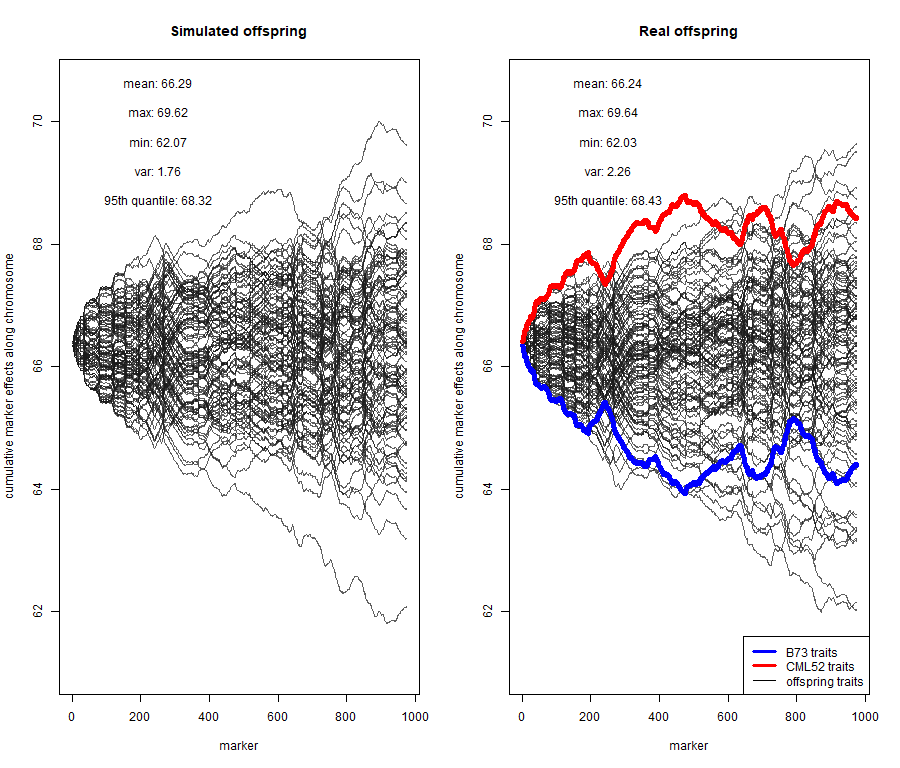 Simulated offspring
mean: 66.29
max: 69.62
min: 62.07
var: 1.76
95th quantile: 68.32
cumulative marker effects along chromosome
70
68
66
64
62
0 200 400 600 800 1000
marker
Real offspring
mean: 66.24
max: 69.64
min: 62.03
var: 2.26
95th quantile: 68.43
cumulative marker effects along chromosome
70
68
66
64
62
B73 traits
CML52 traits
offspring traits
0 200 400 600 800 1000
marker